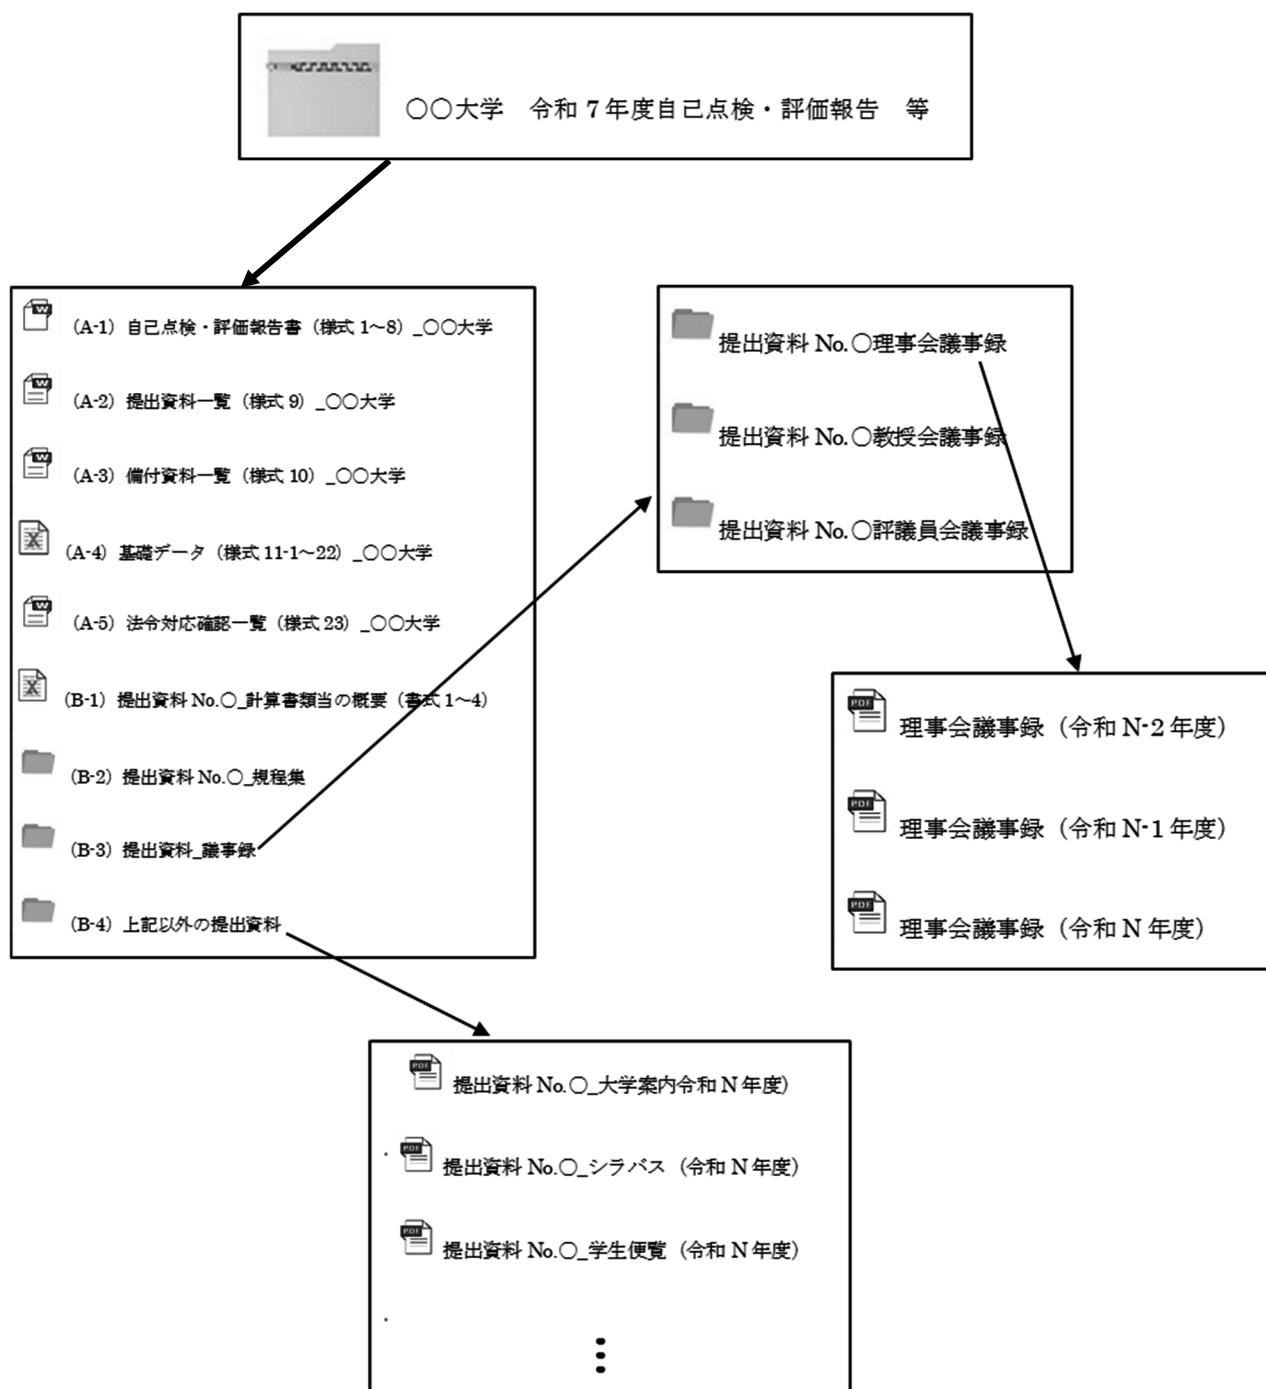 ○○大学　令和7年度自己点検・評価報告　等
(A-1) 自己点検・評価報告書（様式1～8）_○○大学
(A-2) 提出資料一覧（様式9）_○○大学
(A-3) 備付資料一覧（様式10）_○○大学
(A-4) 基礎データ（様式11-1～22）_○○大学
(A-5) 法令対応確認一覧（様式23）_○○大学
(B-1) 提出資料 No.○_計算書類当の概要（書式1～4）
(B-2) 提出資料 No.○_規程集
(B-3) 提出資料_議事録
(B-4) 上記以外の提出資料
提出資料 No.○理事会議事録
提出資料 No.○教授会議事録
提出資料 No.○評議員会議事録
PDF 理事会議事録（令和 N-2 年度）
PDF 理事会議事録（令和 N-1 年度）
PDF 理事会議事録（令和 N 年度）
PDF 提出資料 No.○_大学案内令和 N 年度）
PDF 提出資料 No.○_シラバス（令和 N 年度）
PDF 提出資料 No.○_学生便覧（令和 N 年度）